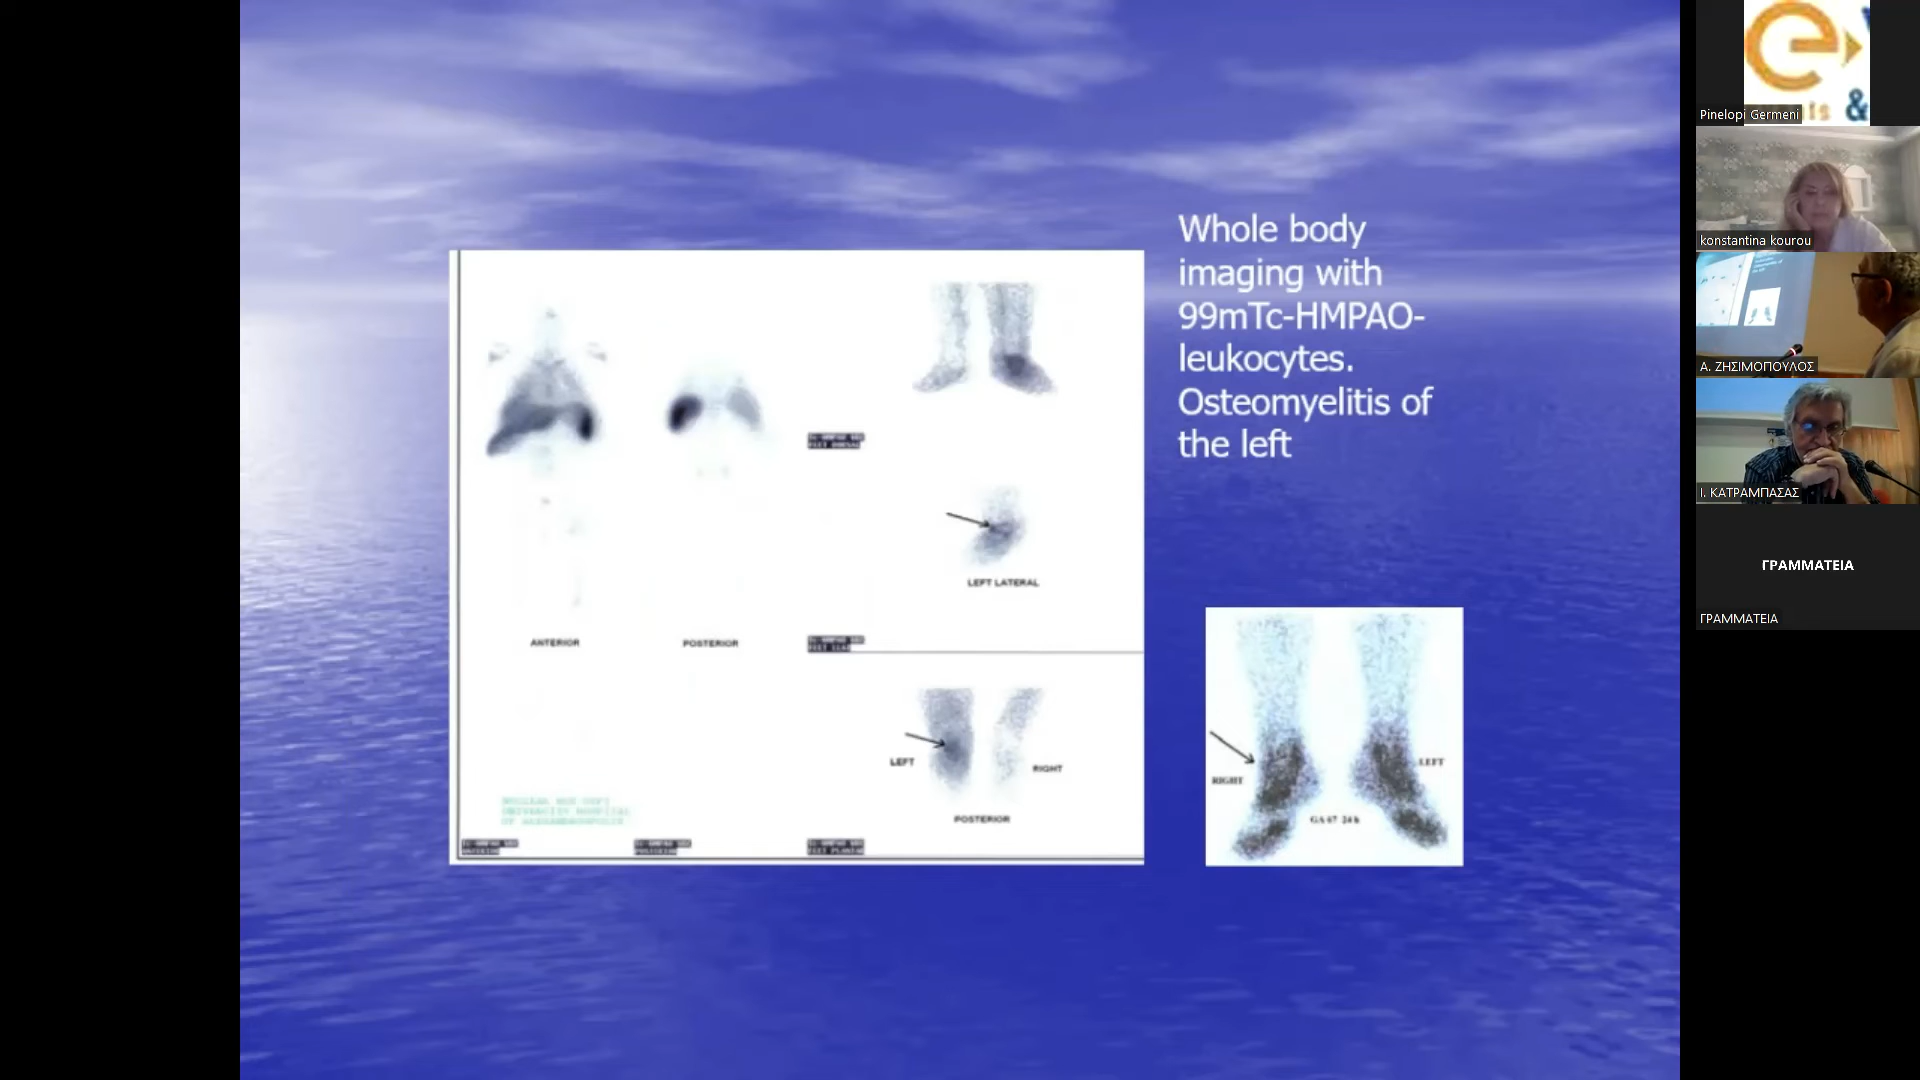 Whole body
imaging with
99mTc-HMPAO-
leukocytes.
Osteomyelitis of
the left
LEFT LATERAL
ANTERIOR
POSTERIOR
LEFT
RIGHT
POSTERIOR
RIGHT
LEFT
GA 67 24 h
Pinelopi Germeni
&
konstantina kourou
Α. ΖΗΣΙΜΟΠΟΥΛΟΣ
Ι. ΚΑΤΡΑΜΠΑΣΑΣ
ΓΡΑΜΜΑΤΕΙΑ
ΓΡΑΜΜΑΤΕΙΑ